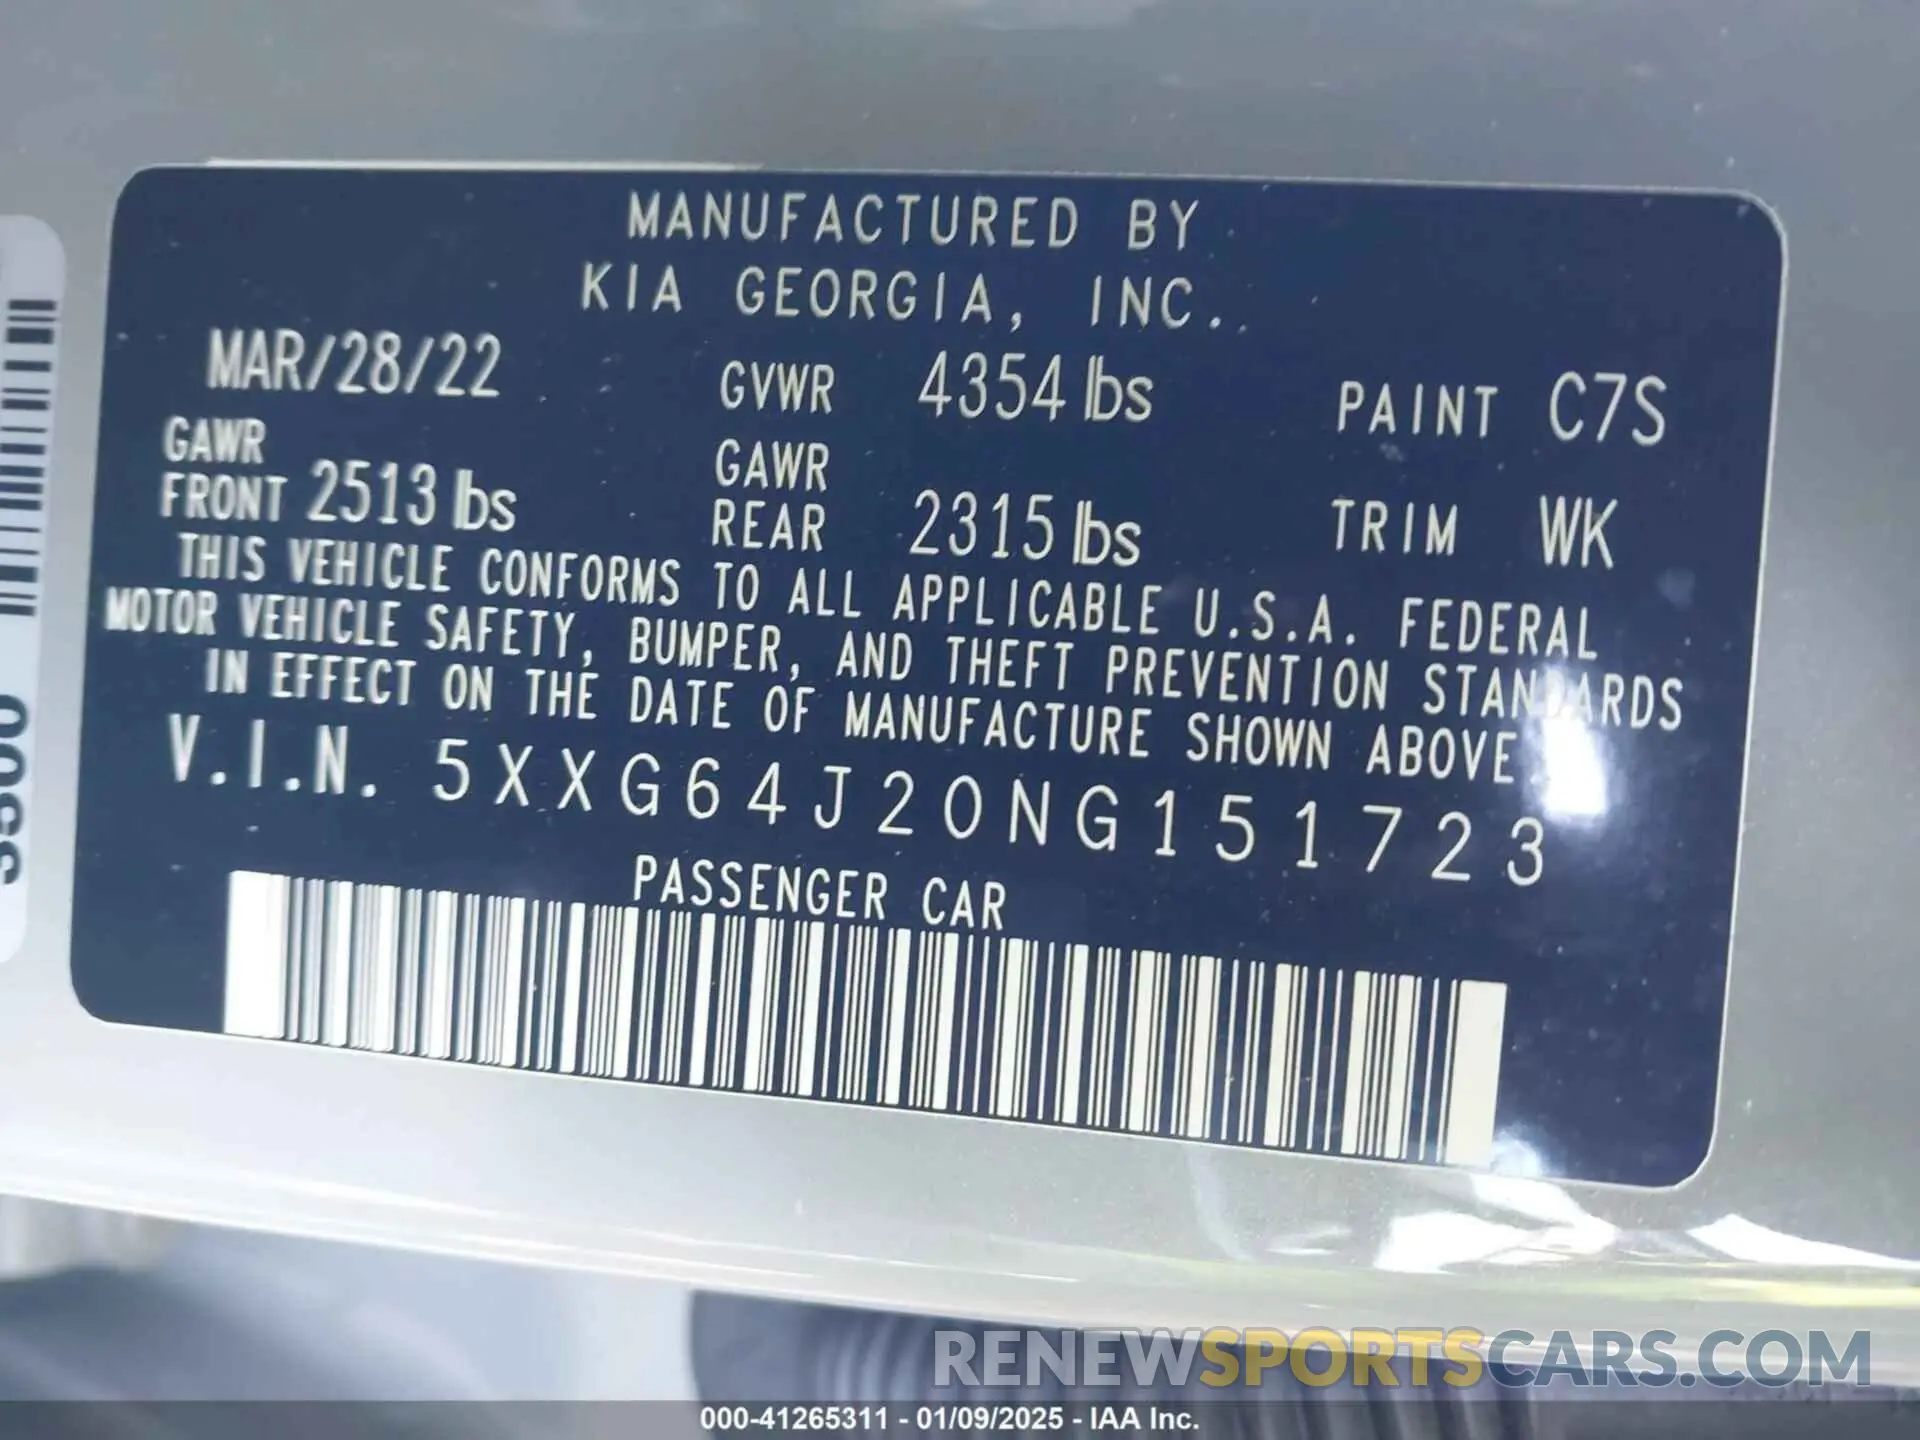 MANUFACTURED BY
KIA GEORGIA, INC.
MAR/28/22 GVWR 4354 lbs PAINT C7S
GAWR FRONT 2513 lbs GAWR REAR 2315 lbs TRIM WK
THIS VEHICLE CONFORMS TO ALL APPLICABLE U.S.A. FEDERAL
MOTOR VEHICLE SAFETY, BUMPER, AND THEFT PREVENTION STANDARDS
IN EFFECT ON THE DATE OF MANUFACTURE SHOWN ABOVE
V.I.N. 5XXG64J20NG151723
PASSENGER CAR
RENEWSPORTSCARS.COM
000-41265311 - 01/09/2025 - IAA Inc.